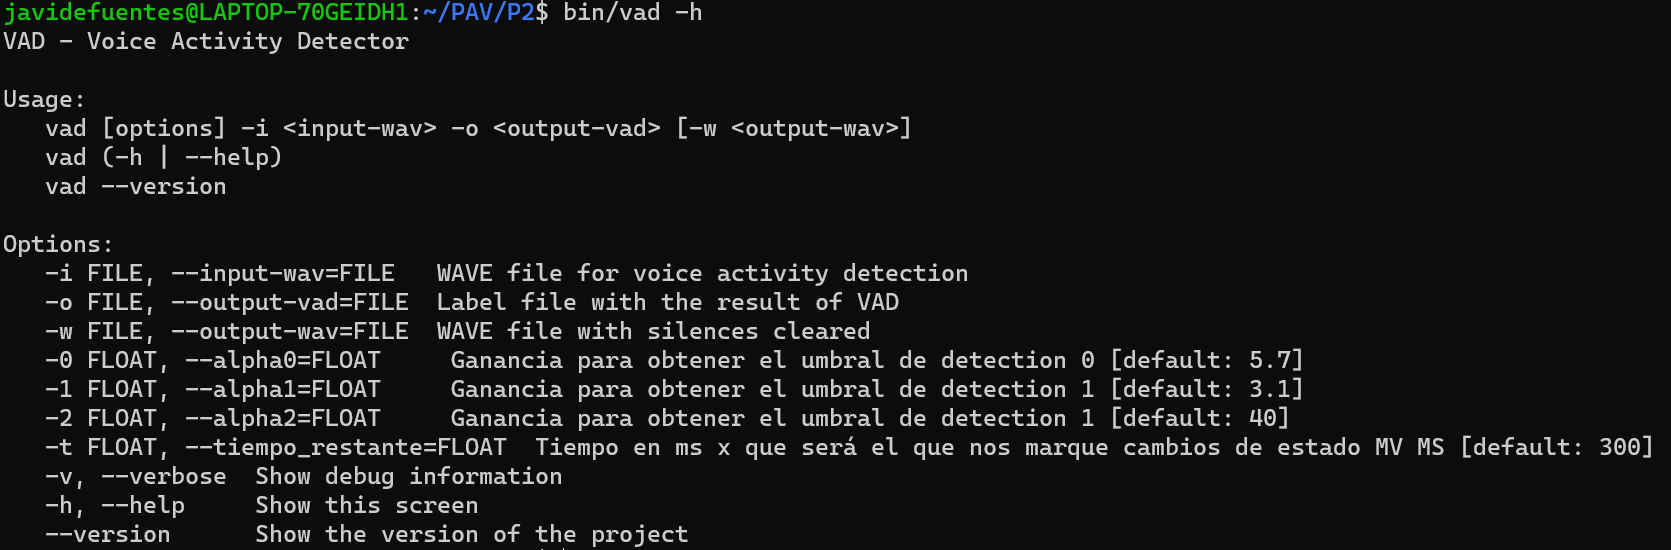 javidefuentes@LAPTOP-70GEIDH1:~/PAV/P2$ bin/vad -h
VAD - Voice Activity Detector

Usage:
   vad [options] -i <input-wav> -o <output-vad> [-w <output-wav>]
   vad (-h | --help)
   vad --version

Options:
   -i FILE, --input-wav=FILE   WAVE file for voice activity detection
   -o FILE, --output-vad=FILE  Label file with the result of VAD
   -w FILE, --output-wav=FILE  WAVE file with silences cleared
   -0 FLOAT, --alpha0=FLOAT     Ganancia para obtener el umbral de detection 0 [default: 5.7]
   -1 FLOAT, --alpha1=FLOAT     Ganancia para obtener el umbral de detection 1 [default: 3.1]
   -2 FLOAT, --alpha2=FLOAT     Ganancia para obtener el umbral de detection 1 [default: 40]
   -t FLOAT, --tiempo_restante=FLOAT  Tiempo en ms x que será el que nos marque cambios de estado MV MS [default: 300]
   -v, --verbose  Show debug information
   -h, --help     Show this screen
   --version      Show the version of the project